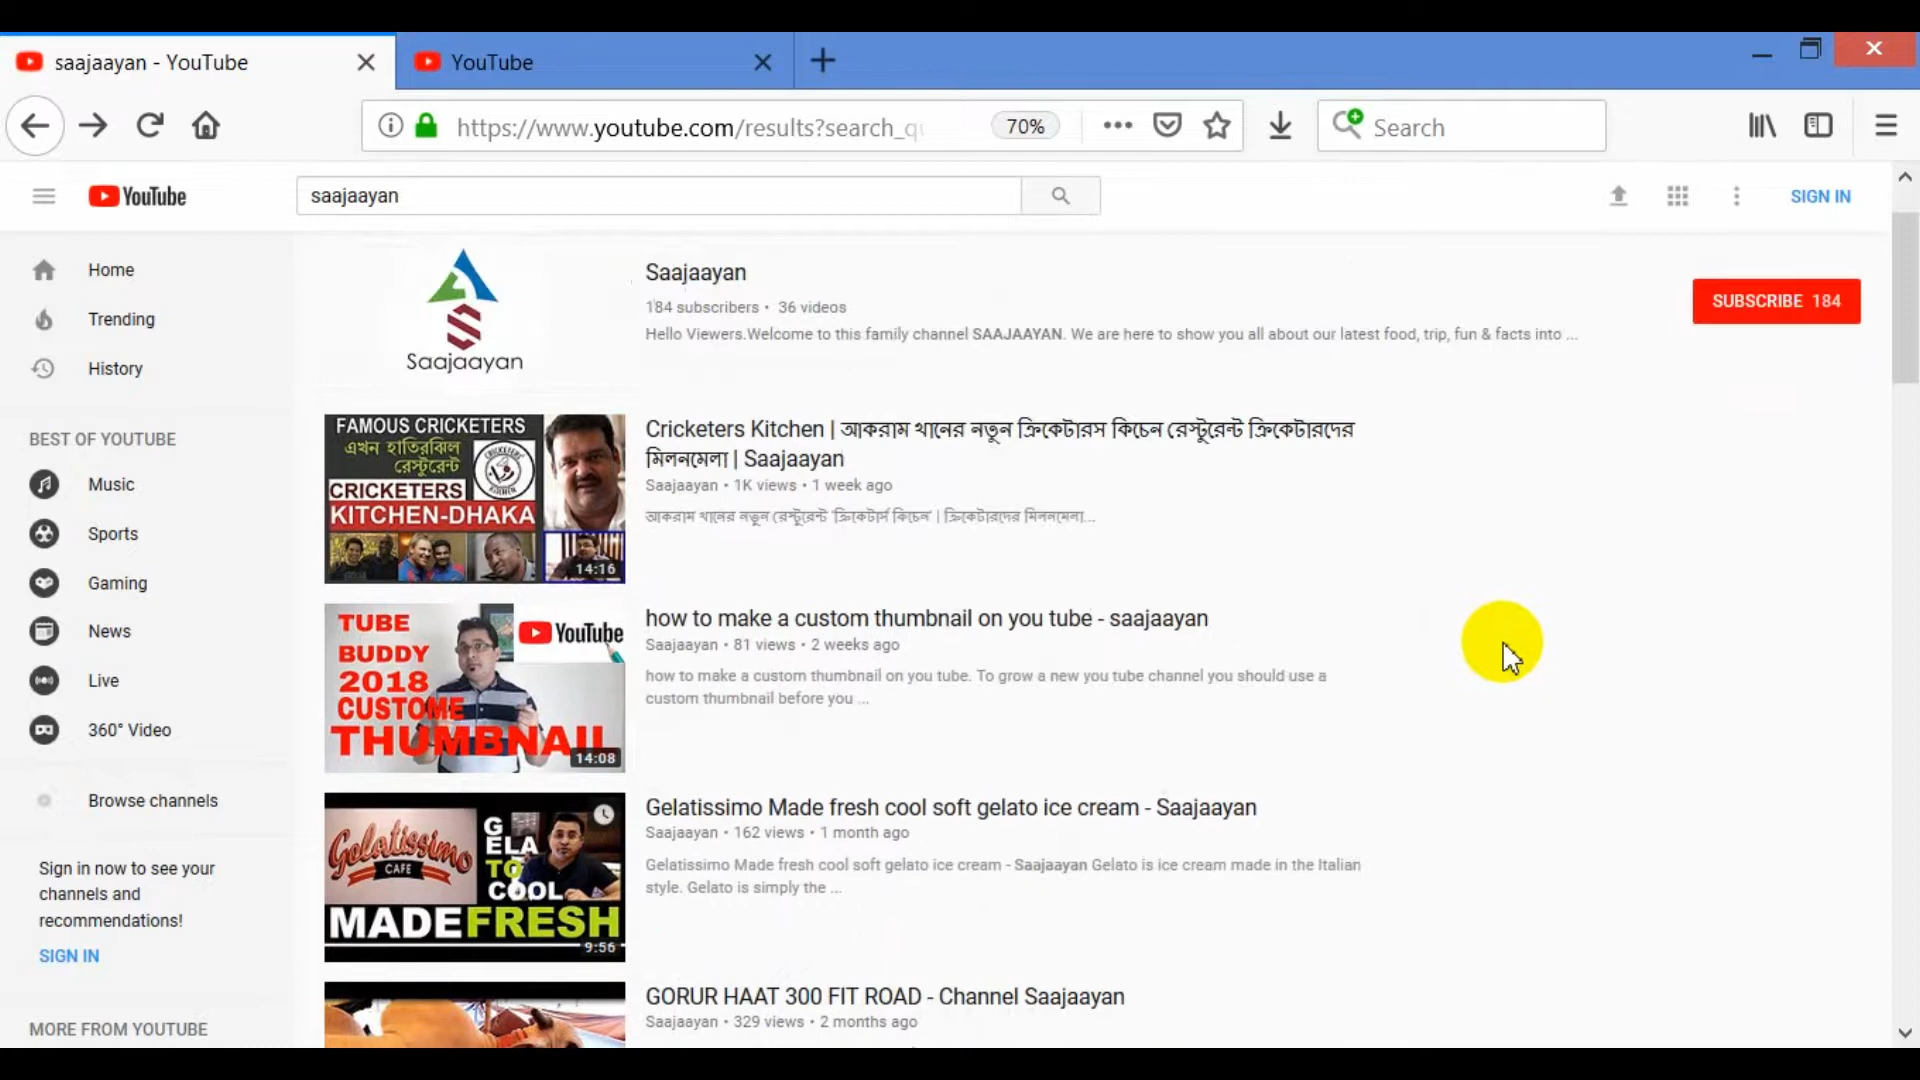 saajaayan - YouTube
YouTube
https://www.youtube.com/results?search_q
70%
Search
YouTube
saajaayan
SIGN IN
Home
Trending
History
BEST OF YOUTUBE
Music
Sports
Gaming
News
Live
360° Video
Browse channels
Sign in now to see your
channels and
recommendations!
SIGN IN
MORE FROM YOUTUBE
Saajaayan
Saajaayan
184 subscribers • 36 videos
Hello Viewers.Welcome to this family channel SAAJAAYAN. We are here to show you all about our latest food, trip, fun & facts into ...
SUBSCRIBE 184
FAMOUS CRICKETERS
এখন হাতিরঝিল
রেস্টুরেন্ট
CRICKETERS
KITCHEN-DHAKA
14:16
Cricketers Kitchen | আকরাম খানের নতুন ক্রিকেটারস কিচেন রেস্টুরেন্ট ক্রিকেটারদের
মিলনমেলা | Saajaayan
Saajaayan • 1K views • 1 week ago
আকরাম খানের নতুন রেস্টুরেন্ট 'ক্রিকেটার্স কিচেন' | ক্রিকেটারদের মিলনমেলা...
TUBE
BUDDY
2018
CUSTOME
THUMBNAIL
YouTube
14:08
how to make a custom thumbnail on you tube - saajaayan
Saajaayan • 81 views • 2 weeks ago
how to make a custom thumbnail on you tube. To grow a new you tube channel you should use a
custom thumbnail before you ...
Gelatissimo
CAFE
G
ELA
TO
COOL
MADEFRESH
9:56
Gelatissimo Made fresh cool soft gelato ice cream - Saajaayan
Saajaayan • 162 views • 1 month ago
Gelatissimo Made fresh cool soft gelato ice cream - Saajaayan Gelato is ice cream made in the Italian
style. Gelato is simply the ...
GORUR HAAT 300 FIT ROAD - Channel Saajaayan
Saajaayan • 329 views • 2 months ago